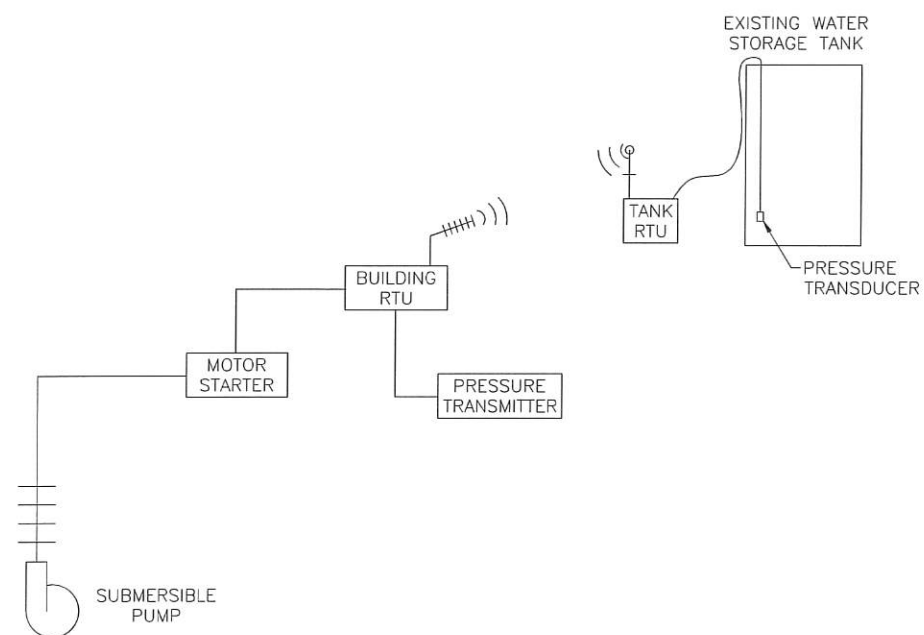 EXISTING WATER
STORAGE TANK
TANK
RTU
PRESSURE
TRANSDUCER
BUILDING
RTU
MOTOR
STARTER
PRESSURE
TRANSMITTER
SUBMERSIBLE
PUMP